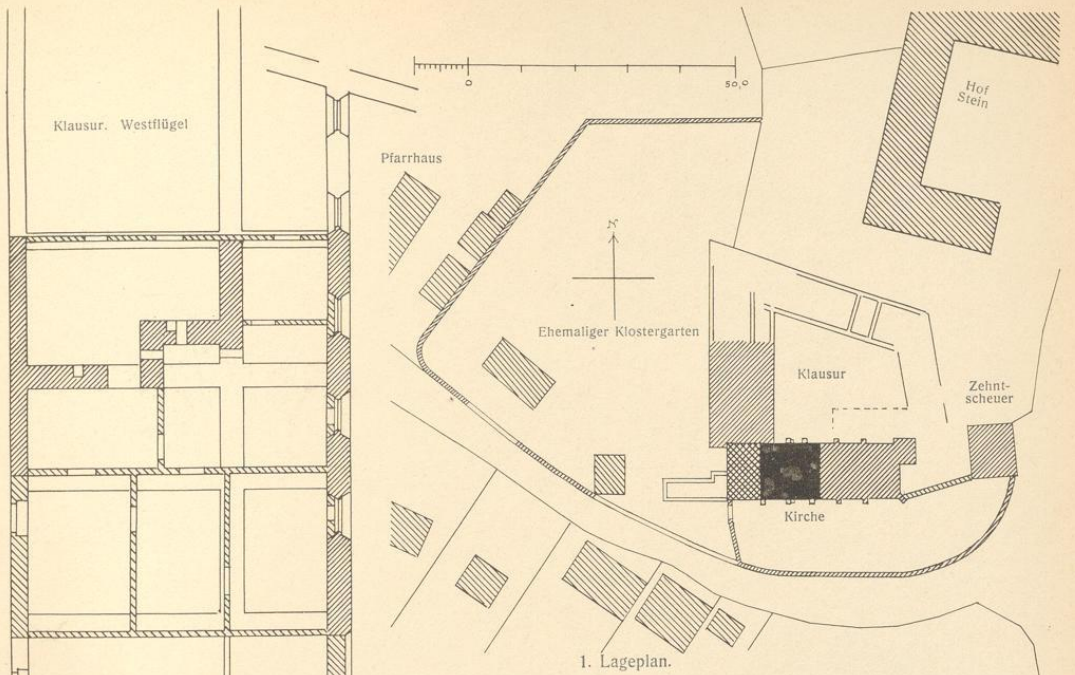 Klausur. Westflügel
0
50,0
Hof
Stein
Pfarrhaus
N
Ehemaliger Klostergarten
Klausur
Zehnt-
scheuer
Kirche
1. Lageplan.